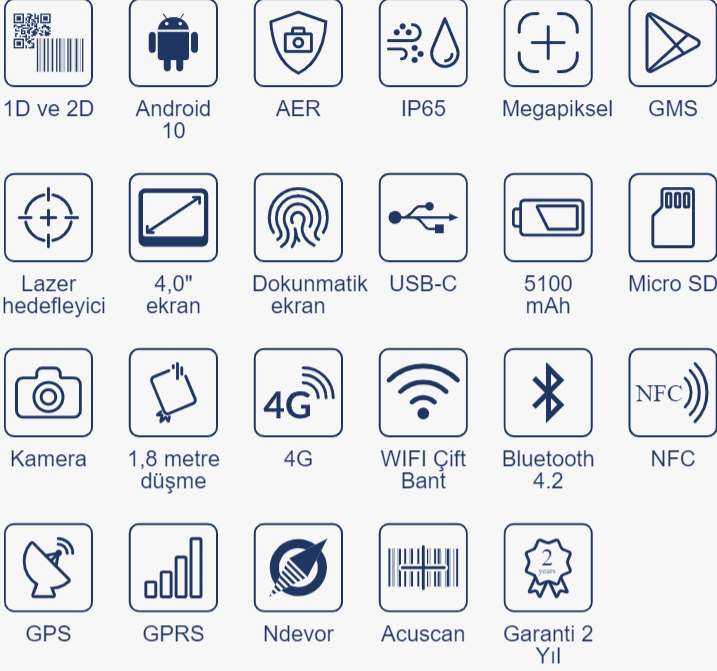 1D ve 2D
Android
10
AER
IP65
Megapiksel
GMS
Lazer
hedefleyici
4,0"
ekran
Dokunmatik
ekran
USB-C
5100
mAh
Micro SD
4G
NFC
Kamera
1,8 metre
düşme
4G
WIFI Çift
Bant
Bluetooth
4.2
NFC
2
years
GPS
GPRS
Ndevor
Acuscan
Garanti 2
Yıl